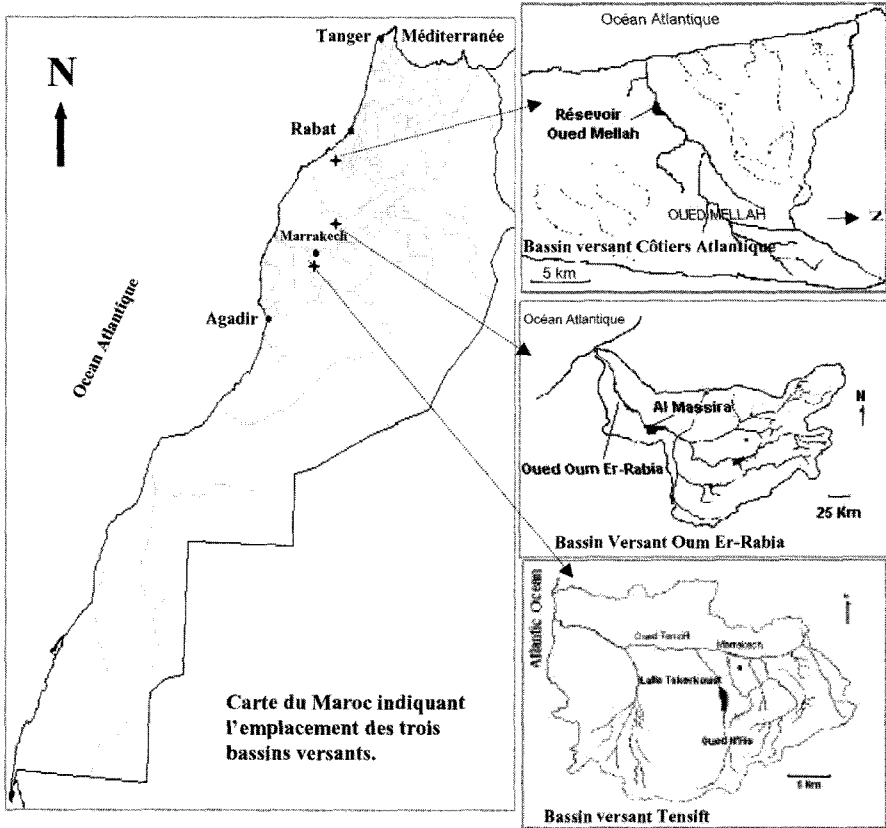 Tanger
Méditerranée
N
Rabat
Marrakech
Agadir
Ocean Atlantique
Carte du Maroc indiquant
l'emplacement des trois
bassins versants.
Océan Atlantique
Résevoir
Oued Mellah
OUED MELLAH
Z
Bassin versant Côtiers Atlantique
5 km
Océan Atlantique
Al Massira
N
Oued Oum Er-Rabia
25 Km
Bassin Versant Oum Er-Rabia
Atlantic Ocean
Oued Tensift
Marrakech
Lalla Takerkoust
Oued N'Fis
5 Km
Bassin versant Tensift